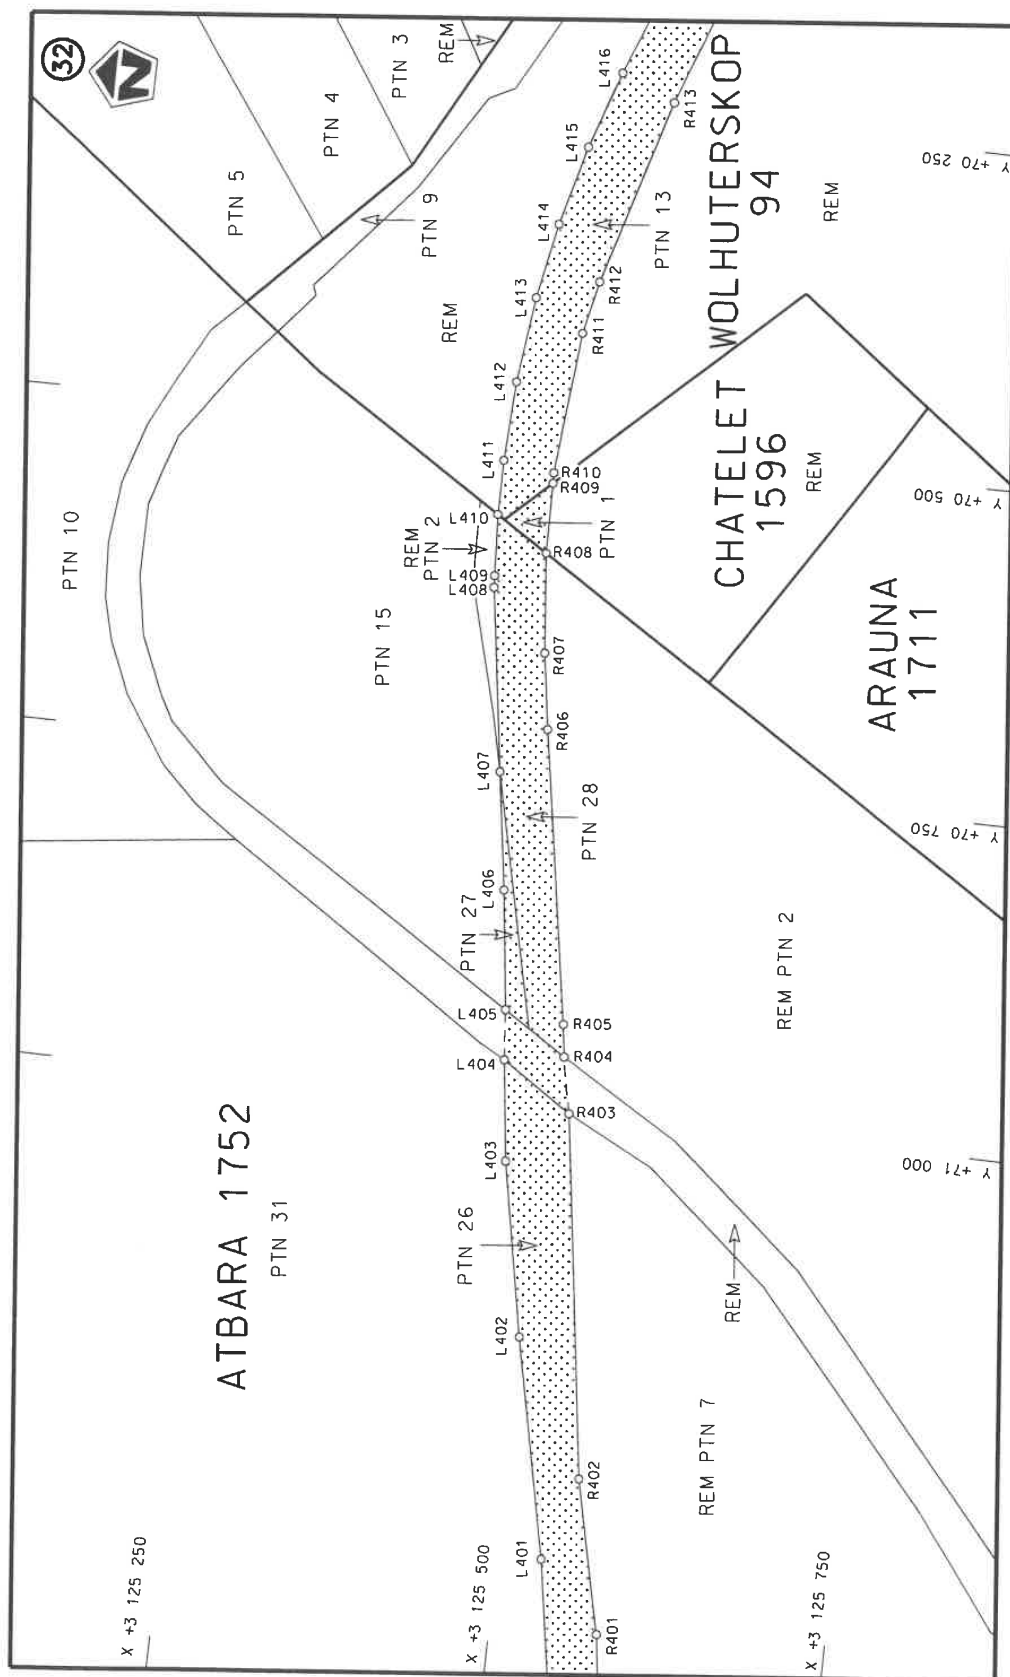 32
N
PTN 3
REM
PTN 4
PTN 5
PTN 9
REM
PTN 10
PTN 15
REM
PTN 2
L416
R413
L415
L414
PTN 13
L413
R412
R411
L412
L411
R410
R409
L410
PTN 1
R408
L409
L408
R407
R406
L407
PTN 28
L406
PTN 27
L405
R405
L404
R404
R403
L403
PTN 26
L402
R402
L401
R401
WOLHUTERSKOP
94
REM
CHATELET
1596
REM
ARAUNA
1711
REM PTN 2
ATBARA 1752
PTN 31
REM
REM PTN 7
Y +70 250
Y +70 500
Y +70 750
Y +71 000
X +3 125 250
X +3 125 500
X +3 125 750